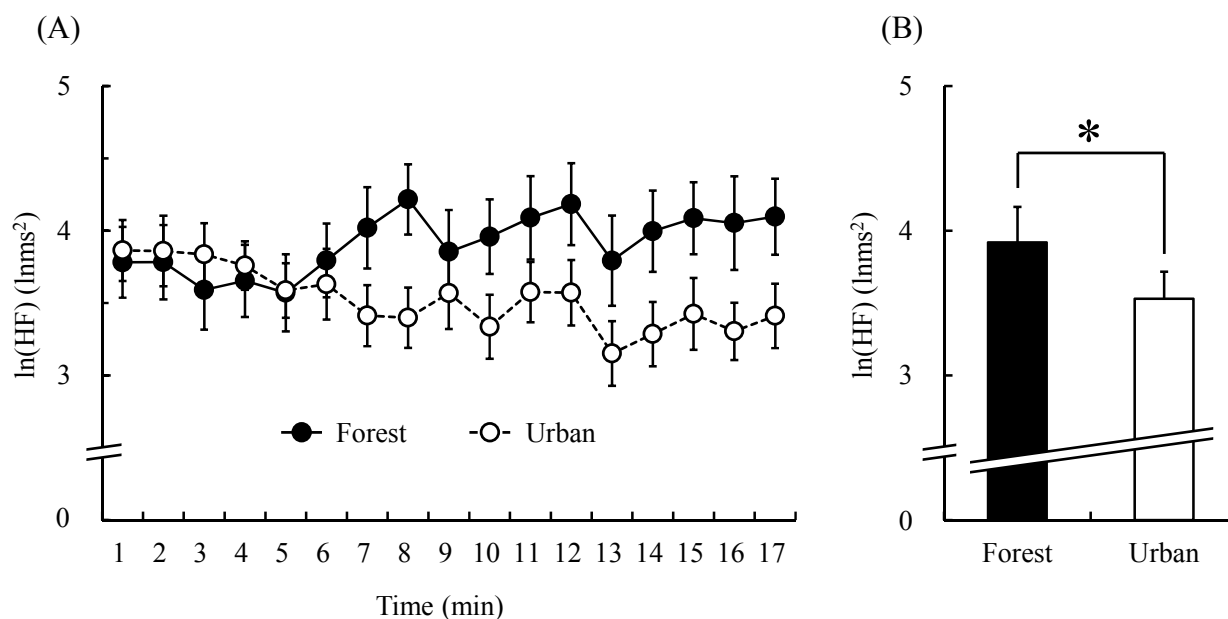 (A)
5
4
3
0
ln(HF) (lnms²)
Forest
Urban
1 2 3 4 5 6 7 8 9 10 11 12 13 14 15 16 17
Time (min)
(B)
5
4
3
0
ln(HF) (lnms²)
*
Forest Urban